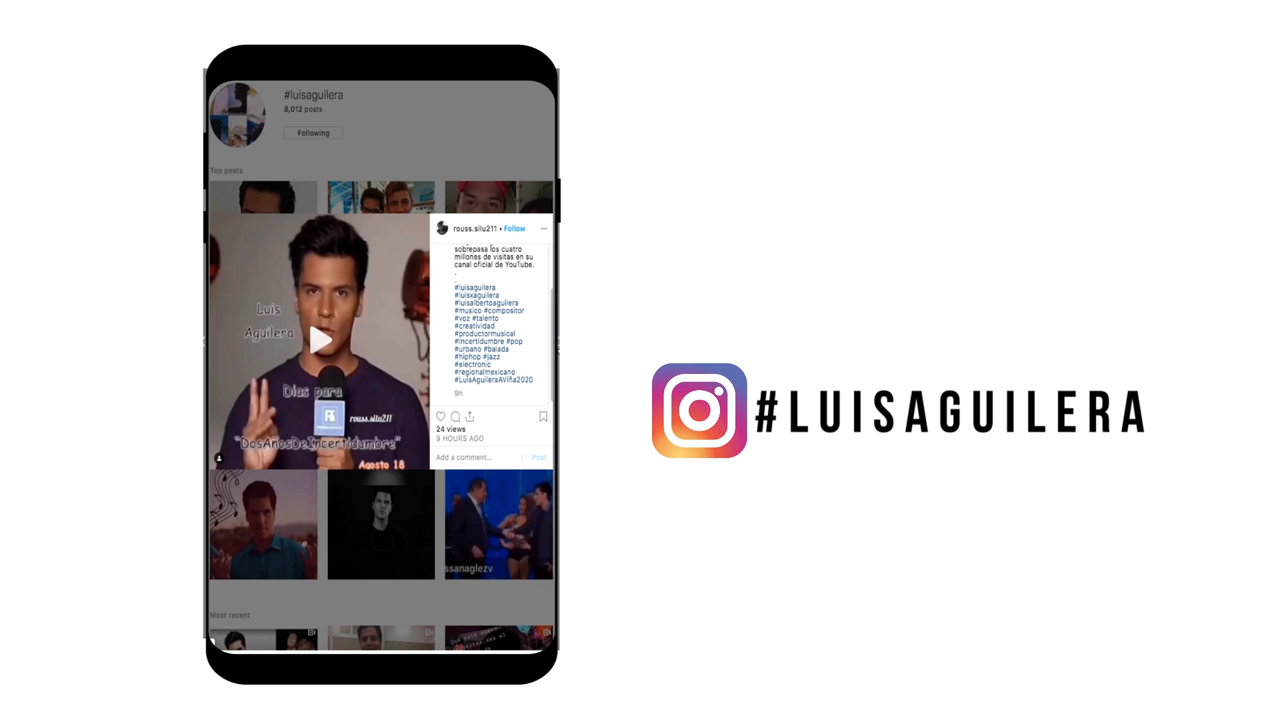 #luisaguilera
8,012 posts
Following
Top posts
rouss.silu211 • Follow
sobrepasa los cuatro
millones de visitas en su
canal oficial de YouTube.
.
.
#luisaguilera
#luisxaguilera
#luisalbertoaguilera
#musico #compositor
#voz #talento
#creatividad
#productormusical
#incertidumbre #pop
#urbano #balada
#hiphop #jazz
#electronic
#regionalmexicano
#LuisAguileraAViña2020
9h
24 views
9 HOURS AGO
Add a comment...
Post
Luis
Aguilera
Dias para
rouss.silu211
"DosAñosDeIncertidumbre"
Agosto 18
ssanaglezv
Most recent
#LUISAGUILERA